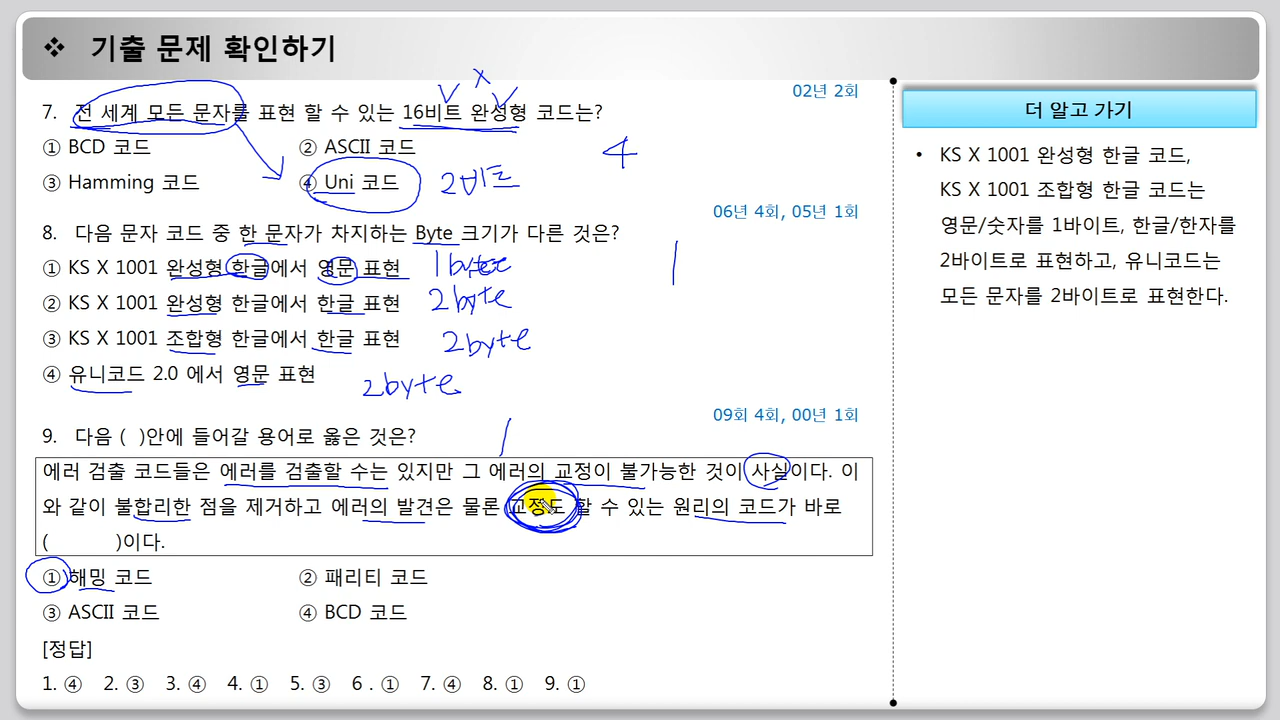 ❖ 기출 문제 확인하기
02년 2회
7. 전 세계 모든 문자를 표현 할 수 있는 16비트 완성형 코드는?
① BCD 코드 ② ASCII 코드
4
③ Hamming 코드 ④ Uni 코드 2바트
06년 4회, 05년 1회
8. 다음 문자 코드 중 한 문자가 차지하는 Byte 크기가 다른 것은?
1
① KS X 1001 완성형 한글에서 영문 표현 1byte
② KS X 1001 완성형 한글에서 한글 표현 2byte
③ KS X 1001 조합형 한글에서 한글 표현 2byte
④ 유니코드 2.0 에서 영문 표현 2byte
09회 4회, 00년 1회
9. 다음 ( )안에 들어갈 용어로 옳은 것은? 1
에러 검출 코드들은 에러를 검출할 수는 있지만 그 에러의 교정이 불가능한 것이 사실이다. 이
와 같이 불합리한 점을 제거하고 에러의 발견은 물론 교정도 할 수 있는 원리의 코드가 바로
( )이다.
① 해밍 코드 ② 패리티 코드
③ ASCII 코드 ④ BCD 코드
[정답]
1. ④ 2. ③ 3. ④ 4. ① 5. ③ 6 . ① 7. ④ 8. ① 9. ①
더 알고 가기
• KS X 1001 완성형 한글 코드,
KS X 1001 조합형 한글 코드는
영문/숫자를 1바이트, 한글/한자를
2바이트로 표현하고, 유니코드는
모든 문자를 2바이트로 표현한다.